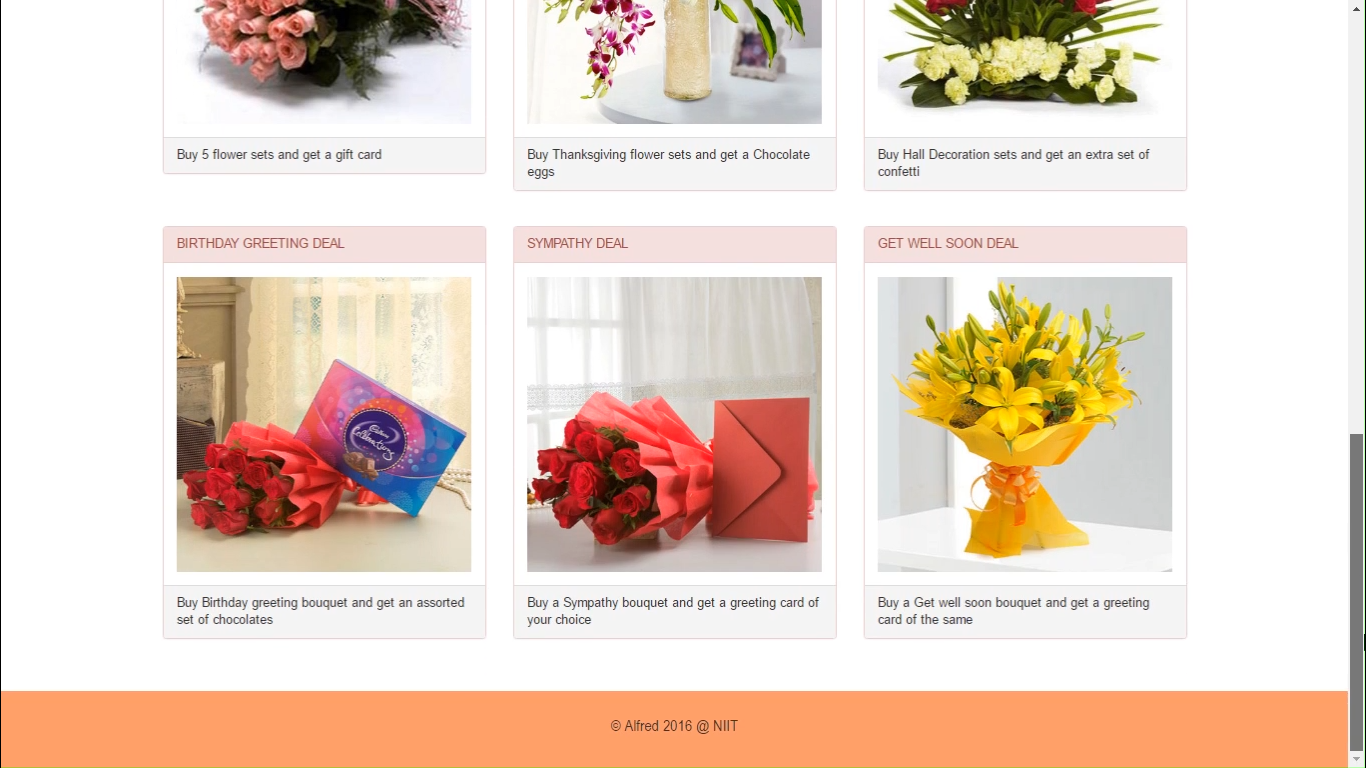 Buy 5 flower sets and get a gift card
Buy Thanksgiving flower sets and get a Chocolate
eggs
Buy Hall Decoration sets and get an extra set of
confetti
BIRTHDAY GREETING DEAL
SYMPATHY DEAL
GET WELL SOON DEAL
Cadbury
Celebrations
Buy Birthday greeting bouquet and get an assorted
set of chocolates
Buy a Sympathy bouquet and get a greeting card of
your choice
Buy a Get well soon bouquet and get a greeting
card of the same
© Alfred 2016 @ NIIT